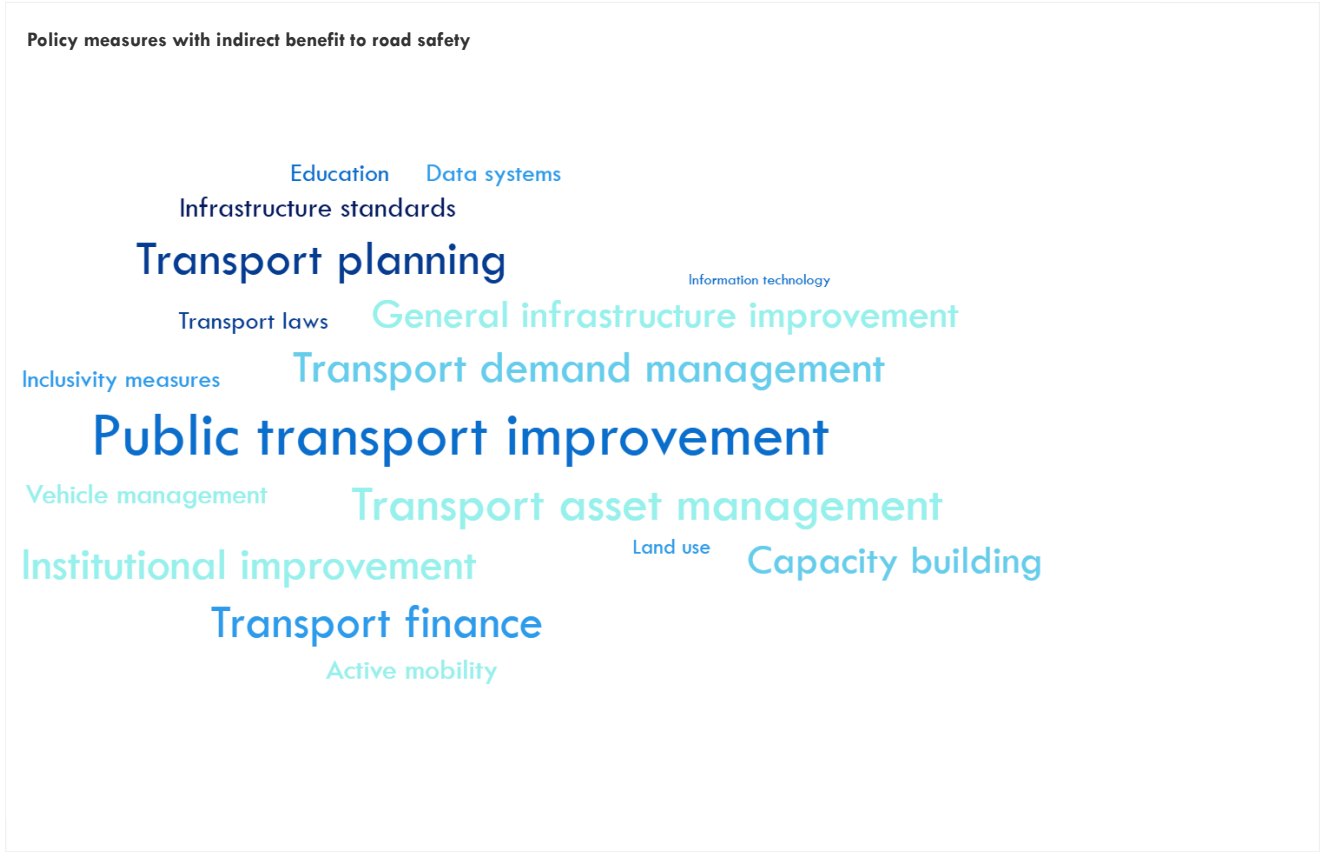 Policy measures with indirect benefit to road safety
Education
Data systems
Infrastructure standards
Transport planning
Information technology
Transport laws
General infrastructure improvement
Transport demand management
Inclusivity measures
Public transport improvement
Vehicle management
Transport asset management
Land use
Institutional improvement
Capacity building
Transport finance
Active mobility